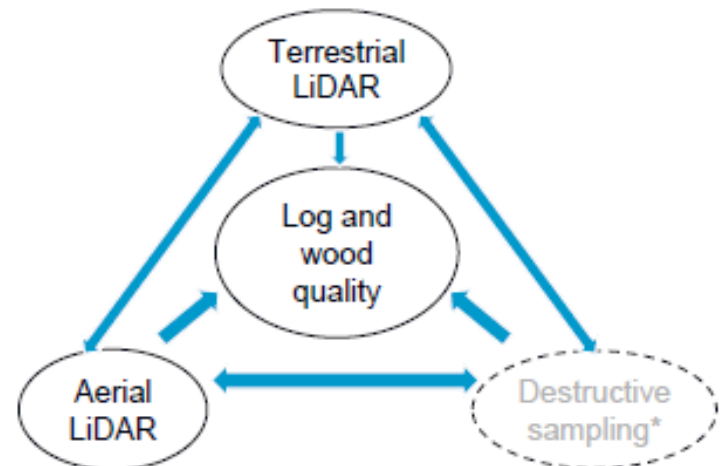 Terrestrial
LiDAR
Log and
wood
quality
Aerial
LiDAR
Destructive
sampling*